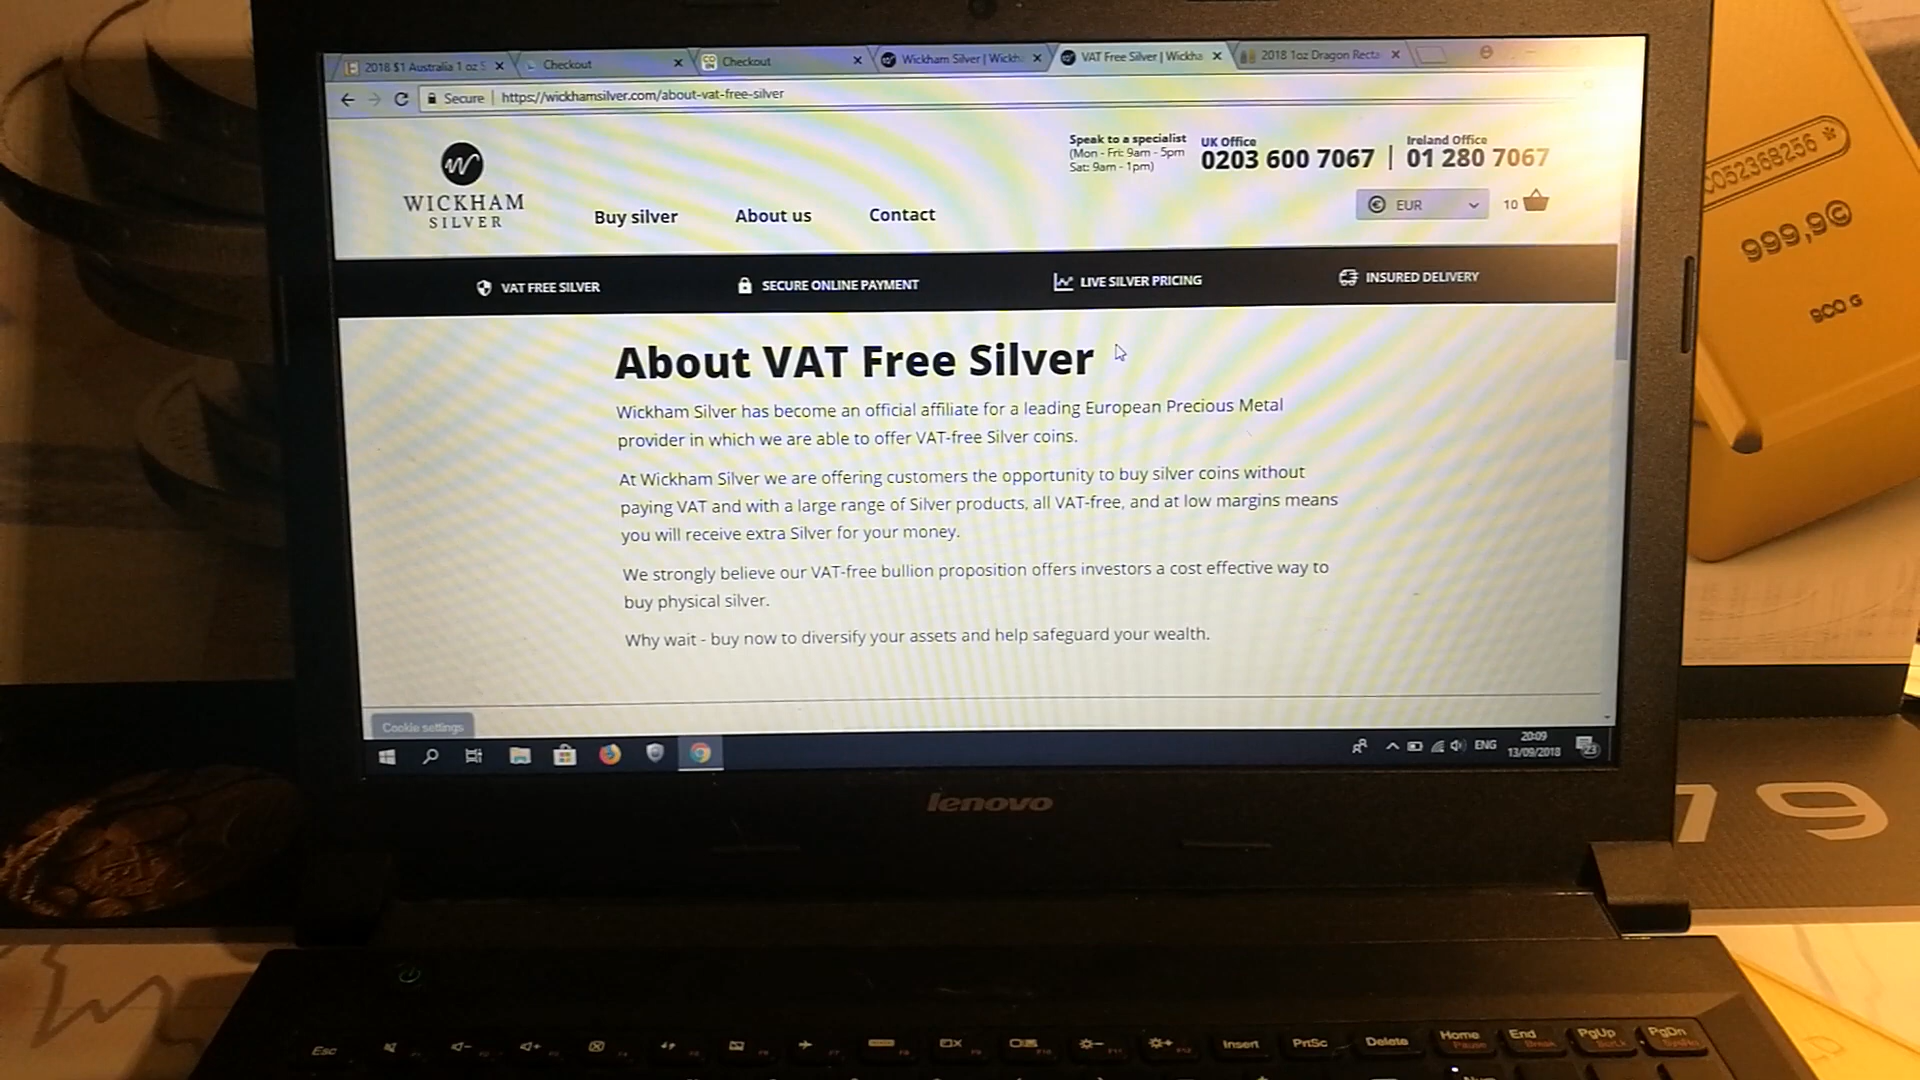 2018 $1 Australia 1 oz S
Checkout
Checkout
Wickham Silver | Wickh
VAT Free Silver | Wickha
2018 1oz Dragon Recta
Secure
https://wickhamsilver.com/about-vat-free-silver
WICKHAM
SILVER
Buy silver
About us
Contact
Speak to a specialist
(Mon - Fri: 9am - 5pm
Sat: 9am - 1pm)
UK Office
0203 600 7067
|
Ireland Office
01 280 7067
EUR
10
VAT FREE SILVER
SECURE ONLINE PAYMENT
LIVE SILVER PRICING
INSURED DELIVERY
About VAT Free Silver
Wickham Silver has become an official affiliate for a leading European Precious Metal
provider in which we are able to offer VAT-free Silver coins.
At Wickham Silver we are offering customers the opportunity to buy silver coins without
paying VAT and with a large range of Silver products, all VAT-free, and at low margins means
you will receive extra Silver for your money.
We strongly believe our VAT-free bullion proposition offers investors a cost effective way to
buy physical silver.
Why wait - buy now to diversify your assets and help safeguard your wealth.
Cookie settings
ENG
20:09
13/09/2018
23
lenovo
999,9
19
Esc
Insert
PrtSc
Delete
Home
Pause
End
Break
PgUp
ScrLk
PgDn
SysRq